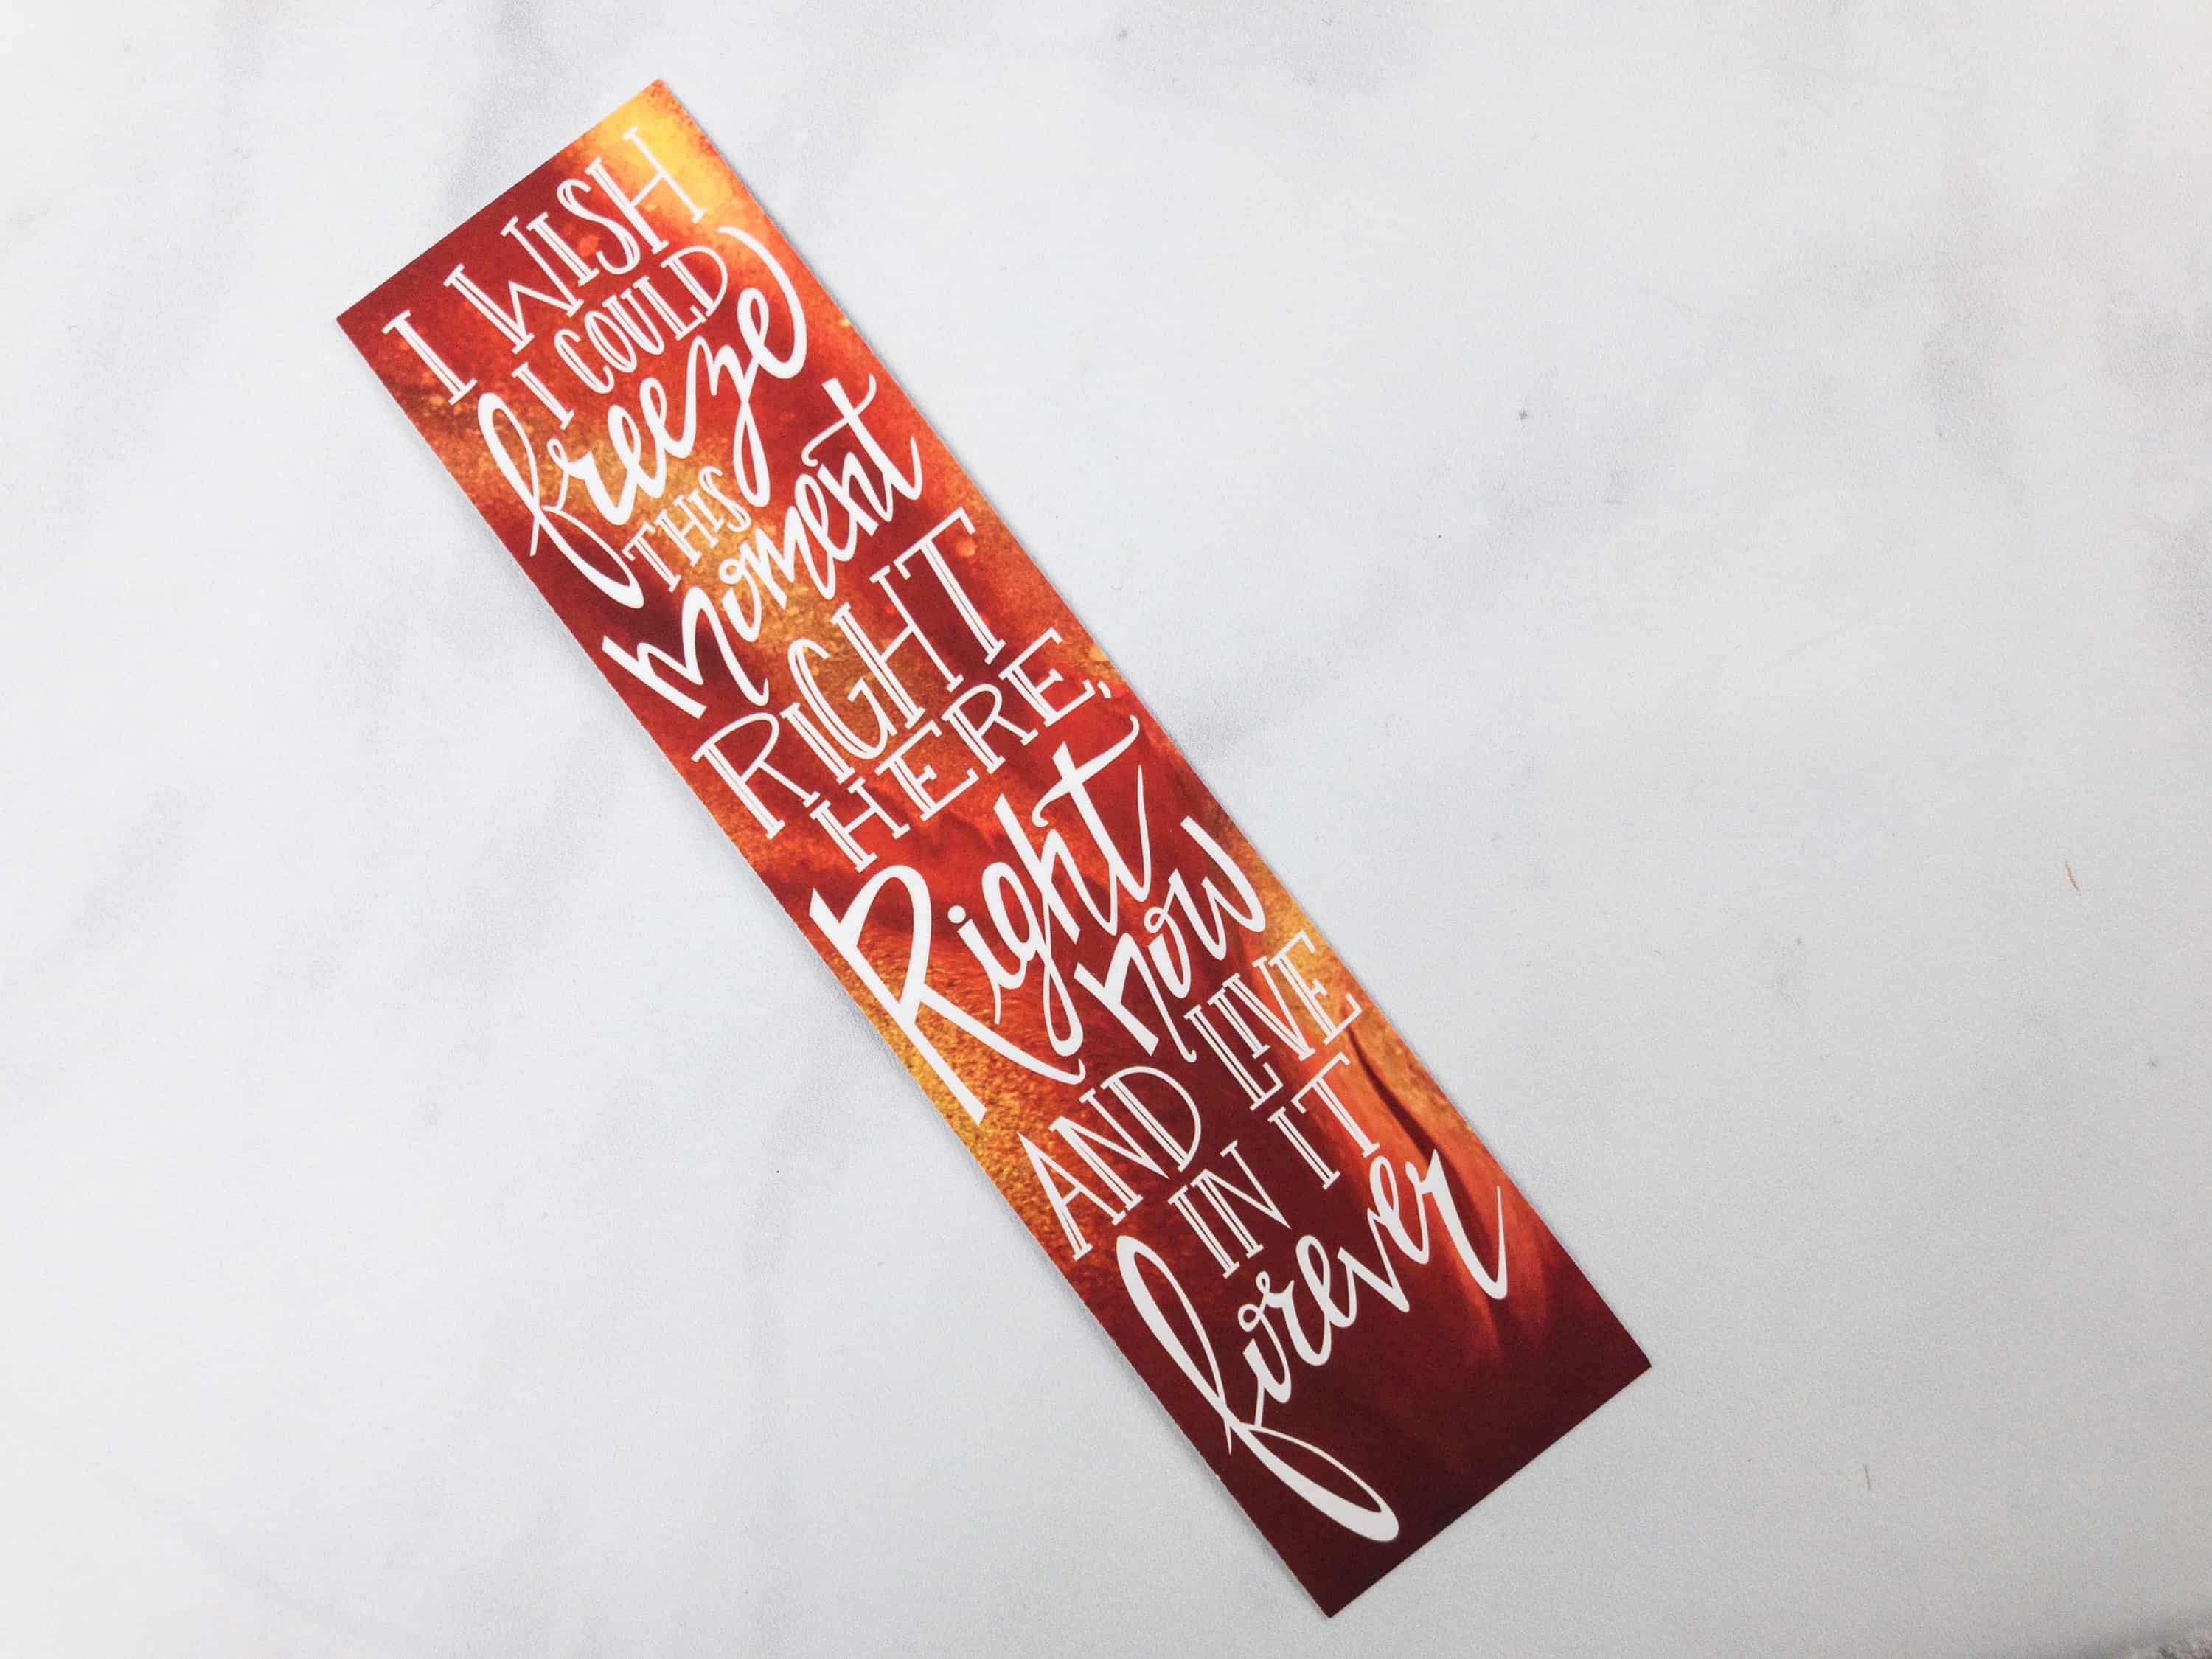 I WISH
I COULD
freeze
THIS
moment
RIGHT
HERE,
Right
now
AND LIVE
IN IT
forever